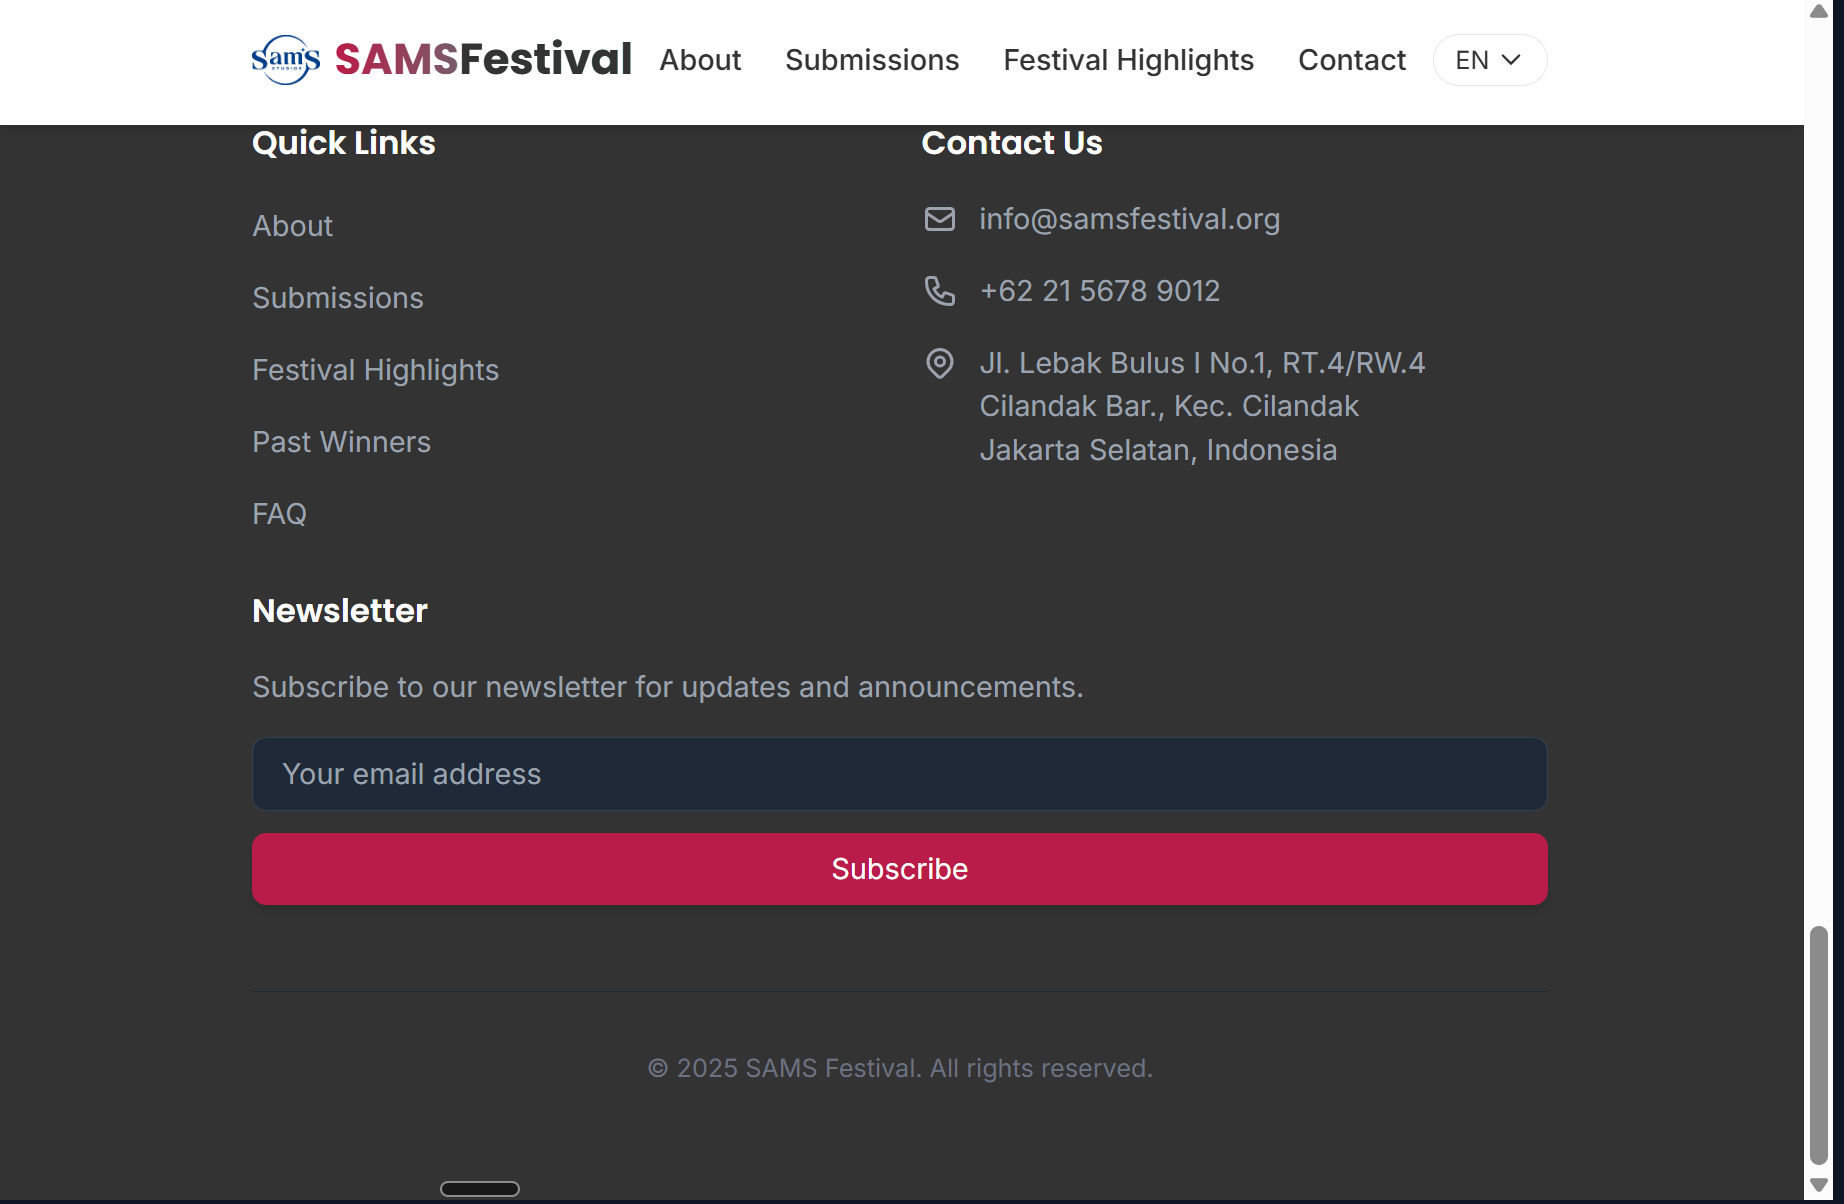 Sam's
STUDIOS
SAMSFestival
About
Submissions
Festival Highlights
Contact
EN
Quick Links
About
Submissions
Festival Highlights
Past Winners
FAQ
Contact Us
info@samsfestival.org
+62 21 5678 9012
Jl. Lebak Bulus I No.1, RT.4/RW.4
Cilandak Bar., Kec. Cilandak
Jakarta Selatan, Indonesia
Newsletter
Subscribe to our newsletter for updates and announcements.
Your email address
Subscribe
© 2025 SAMS Festival. All rights reserved.